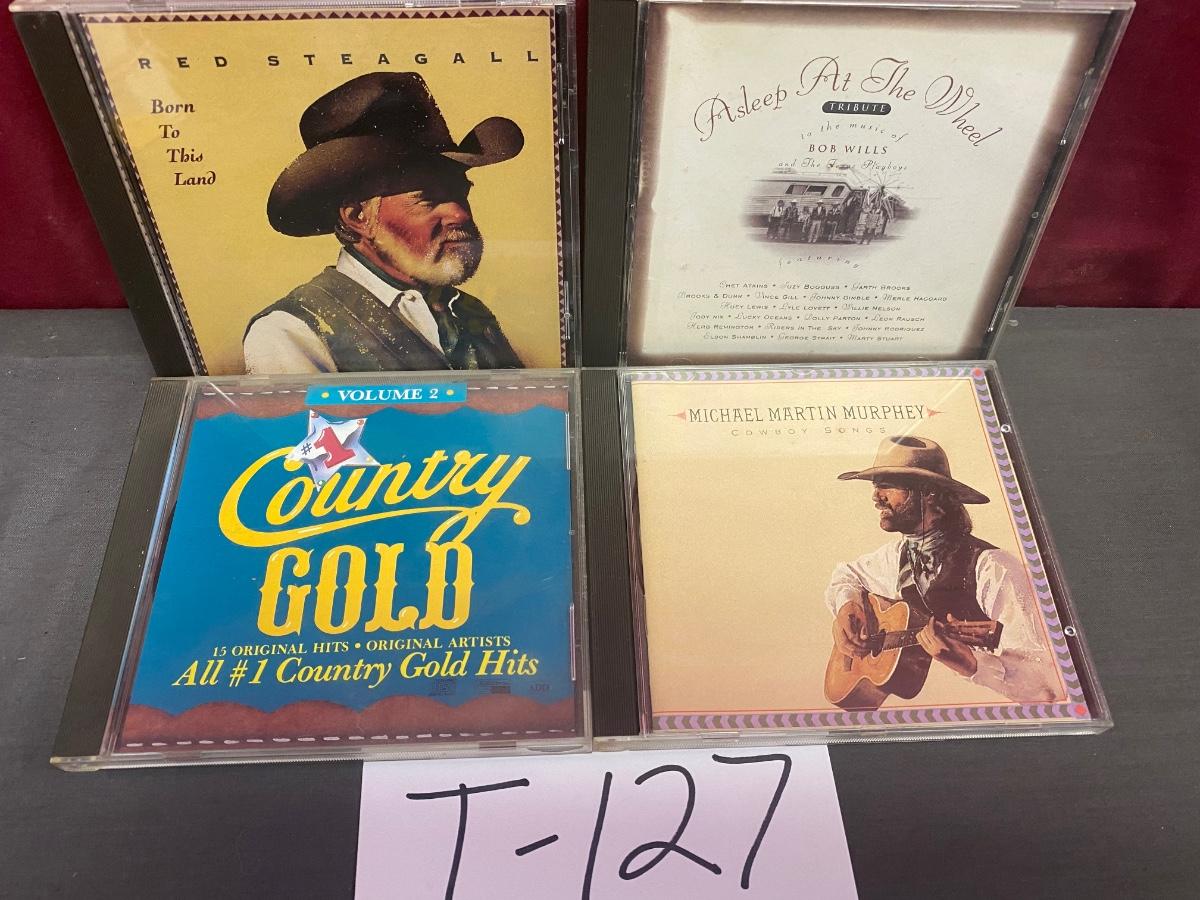 RED STEAGALL
Born
To
This
Land
Asleep At The Wheel
TRIBUTE
to the music of
BOB WILLS
and The Texas Playboys
featuring
CHET ATKINS • SUZY BOGGUSS • GARTH BROOKS
BROOKS & DUNN • VINCE GILL • JOHNNY GIMBLE • MERLE HAGGARD
HUEY LEWIS • LYLE LOVETT • WILLIE NELSON
JODY NIX • LUCKY OCEANS • DOLLY PARTON • LEON RAUSCH
HERB REMINGTON • RIDERS IN THE SKY • JOHNNY RODRIGUEZ
ELDON SHAMBLIN • GEORGE STRAIT • MARTY STUART
• VOLUME 2 •
#1
Country
GOLD
15 ORIGINAL HITS • ORIGINAL ARTISTS
All #1 Country Gold Hits
MICHAEL MARTIN MURPHEY
COWBOY SONGS
T-127